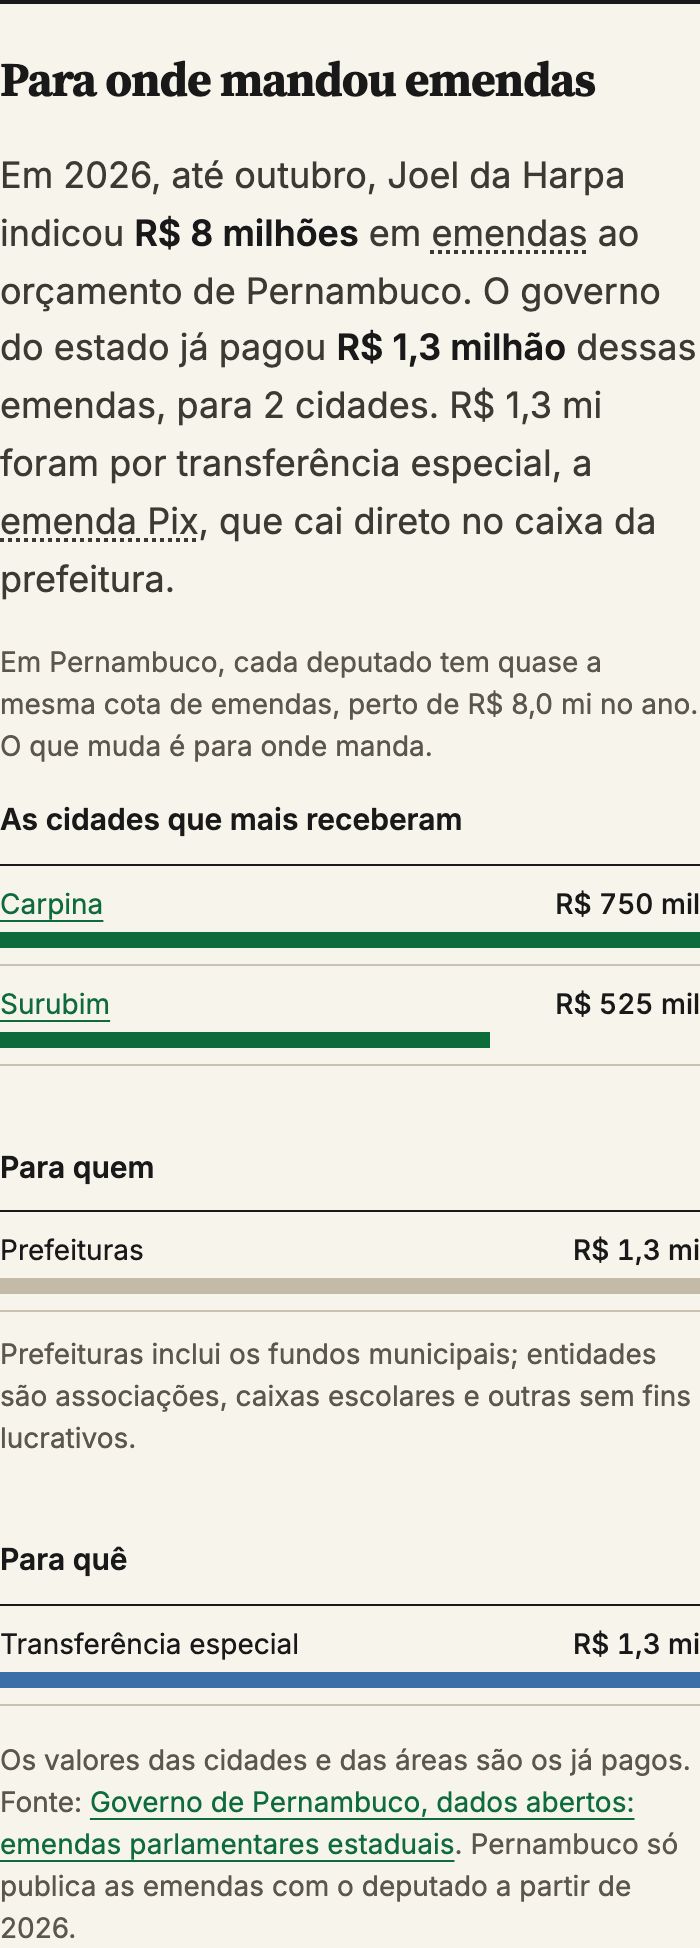 Para onde mandou emendas
Em 2026, até outubro, Joel da Harpa
indicou R$ 8 milhões em emendas ao
orçamento de Pernambuco. O governo
do estado já pagou R$ 1,3 milhão dessas
emendas, para 2 cidades. R$ 1,3 mi
foram por transferência especial, a
emenda Pix, que cai direto no caixa da
prefeitura.
Em Pernambuco, cada deputado tem quase a
mesma cota de emendas, perto de R$ 8,0 mi no ano.
O que muda é para onde manda.
As cidades que mais receberam
Carpina R$ 750 mil
Surubim R$ 525 mil
Para quem
Prefeituras R$ 1,3 mi
Prefeituras inclui os fundos municipais; entidades
são associações, caixas escolares e outras sem fins
lucrativos.
Para quê
Transferência especial R$ 1,3 mi
Os valores das cidades e das áreas são os já pagos.
Fonte: Governo de Pernambuco, dados abertos:
emendas parlamentares estaduais. Pernambuco só
publica as emendas com o deputado a partir de
2026.